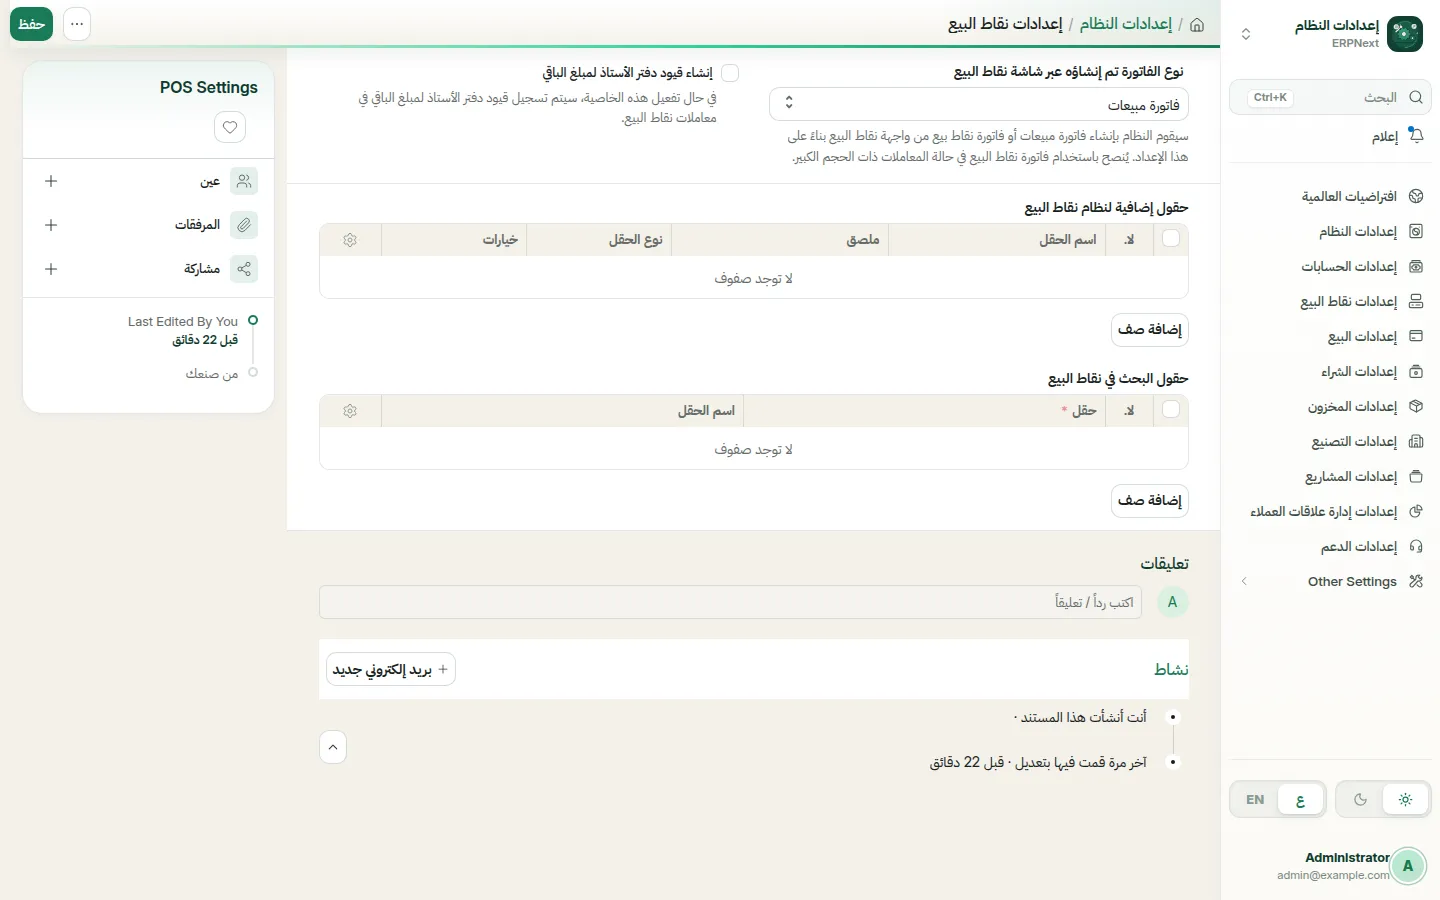 إعدادات النظام
ERPNext
البحث
Ctrl+K
إعلام
افتراضيات العالمية
إعدادات النظام
إعدادات الحسابات
إعدادات نقاط البيع
إعدادات البيع
إعدادات الشراء
إعدادات المخزون
إعدادات التصنيع
إعدادات المشاريع
إعدادات إدارة علاقات العملاء
إعدادات الدعم
Other Settings
ع
EN
Administrator
admin@example.com
A
إعدادات النظام / إعدادات نقاط البيع
حفظ
نوع الفاتورة تم إنشاؤه عبر شاشة نقاط البيع
فاتورة مبيعات
سيقوم النظام بإنشاء فاتورة مبيعات أو فاتورة نقاط بيع من واجهة نقاط البيع بناءً على
هذا الإعداد. يُنصح باستخدام فاتورة نقاط البيع في حالة المعاملات ذات الحجم الكبير.
إنشاء قيود دفتر الأستاذ لمبلغ الباقي
في حال تفعيل هذه الخاصية، سيتم تسجيل قيود دفتر الأستاذ لمبلغ الباقي في
معاملات نقاط البيع.
حقول إضافية لنظام نقاط البيع
لا. اسم الحقل ملصق نوع الحقل خيارات
لا توجد صفوف
إضافة صف
حقول البحث في نقاط البيع
لا. حقل * اسم الحقل
لا توجد صفوف
إضافة صف
تعليقات
A
اكتب رداً / تعليقاً
نشاط
+ بريد إلكتروني جديد
أنت أنشأت هذا المستند ·
آخر مرة قمت فيها بتعديل · قبل 22 دقائق
POS Settings
عين
المرفقات
مشاركة
Last Edited By You
قبل 22 دقائق
من صنعك